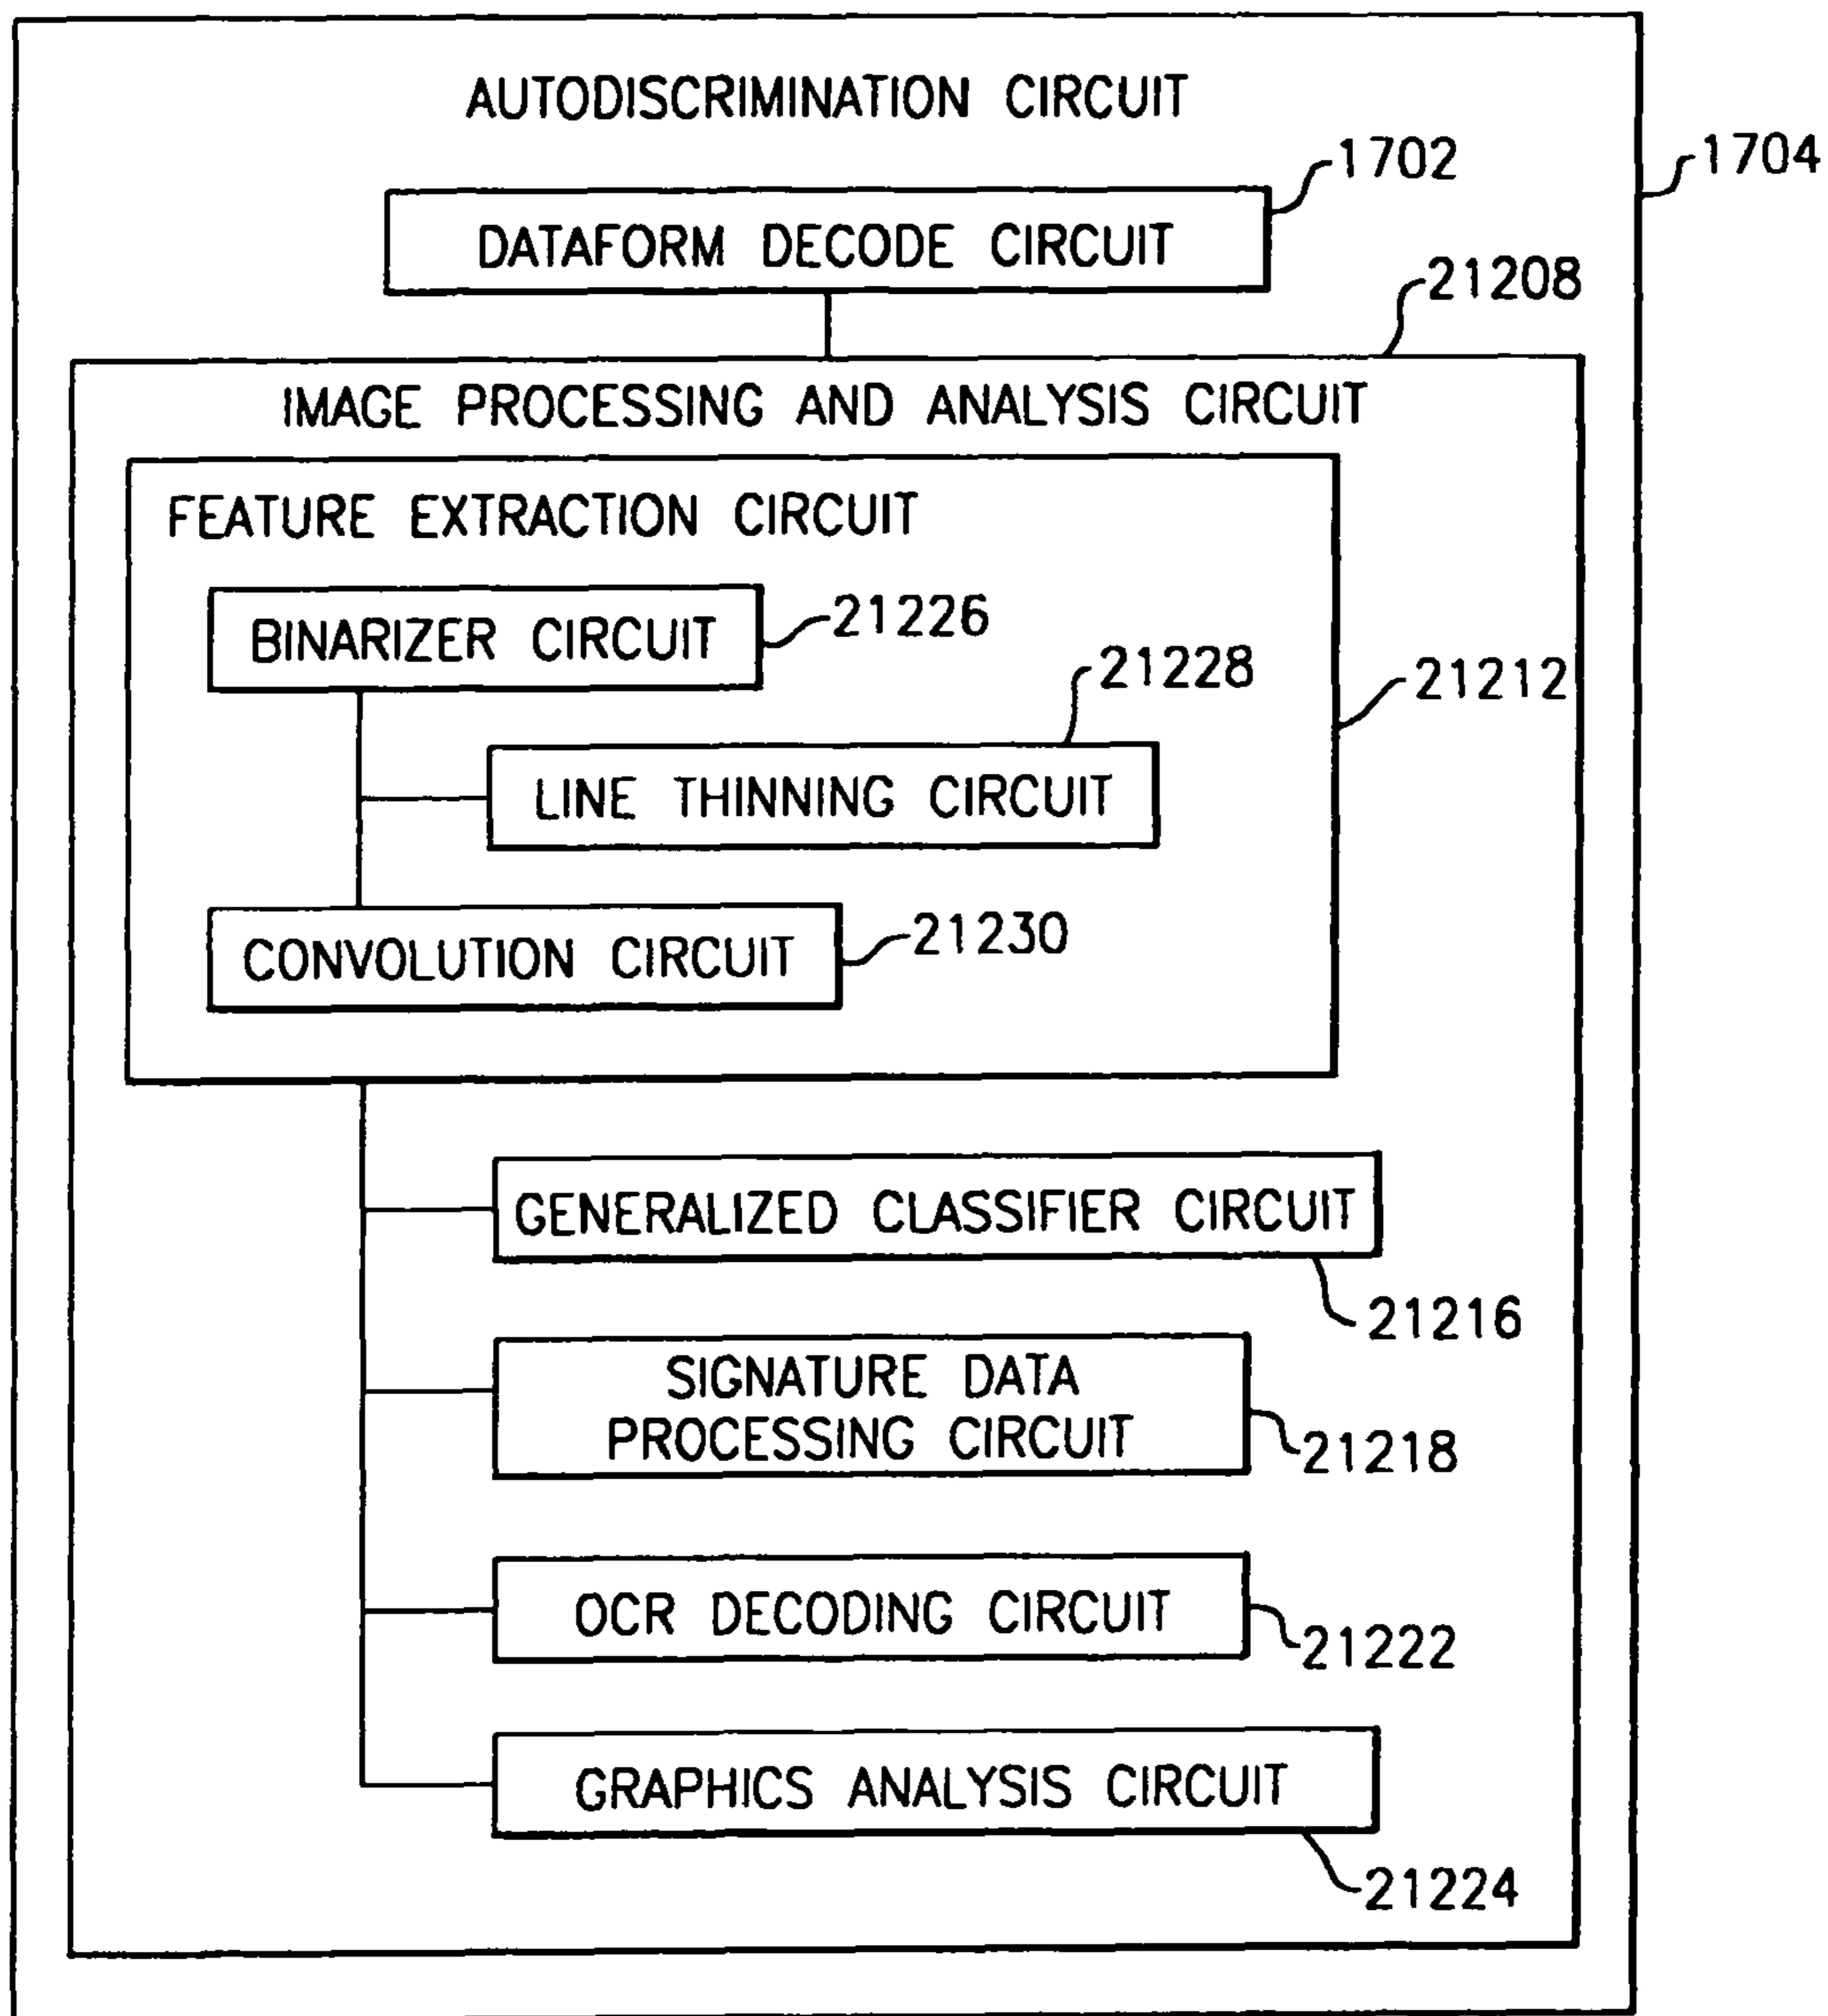 AUTODISCRIMINATION CIRCUIT
1702
1704
DATAFORM DECODE CIRCUIT
21208
IMAGE PROCESSING AND ANALYSIS CIRCUIT
FEATURE EXTRACTION CIRCUIT
BINARIZER CIRCUIT
21226
21228
21212
LINE THINNING CIRCUIT
CONVOLUTION CIRCUIT
21230
GENERALIZED CLASSIFIER CIRCUIT
21216
SIGNATURE DATA
PROCESSING CIRCUIT
21218
OCR DECODING CIRCUIT
21222
GRAPHICS ANALYSIS CIRCUIT
21224